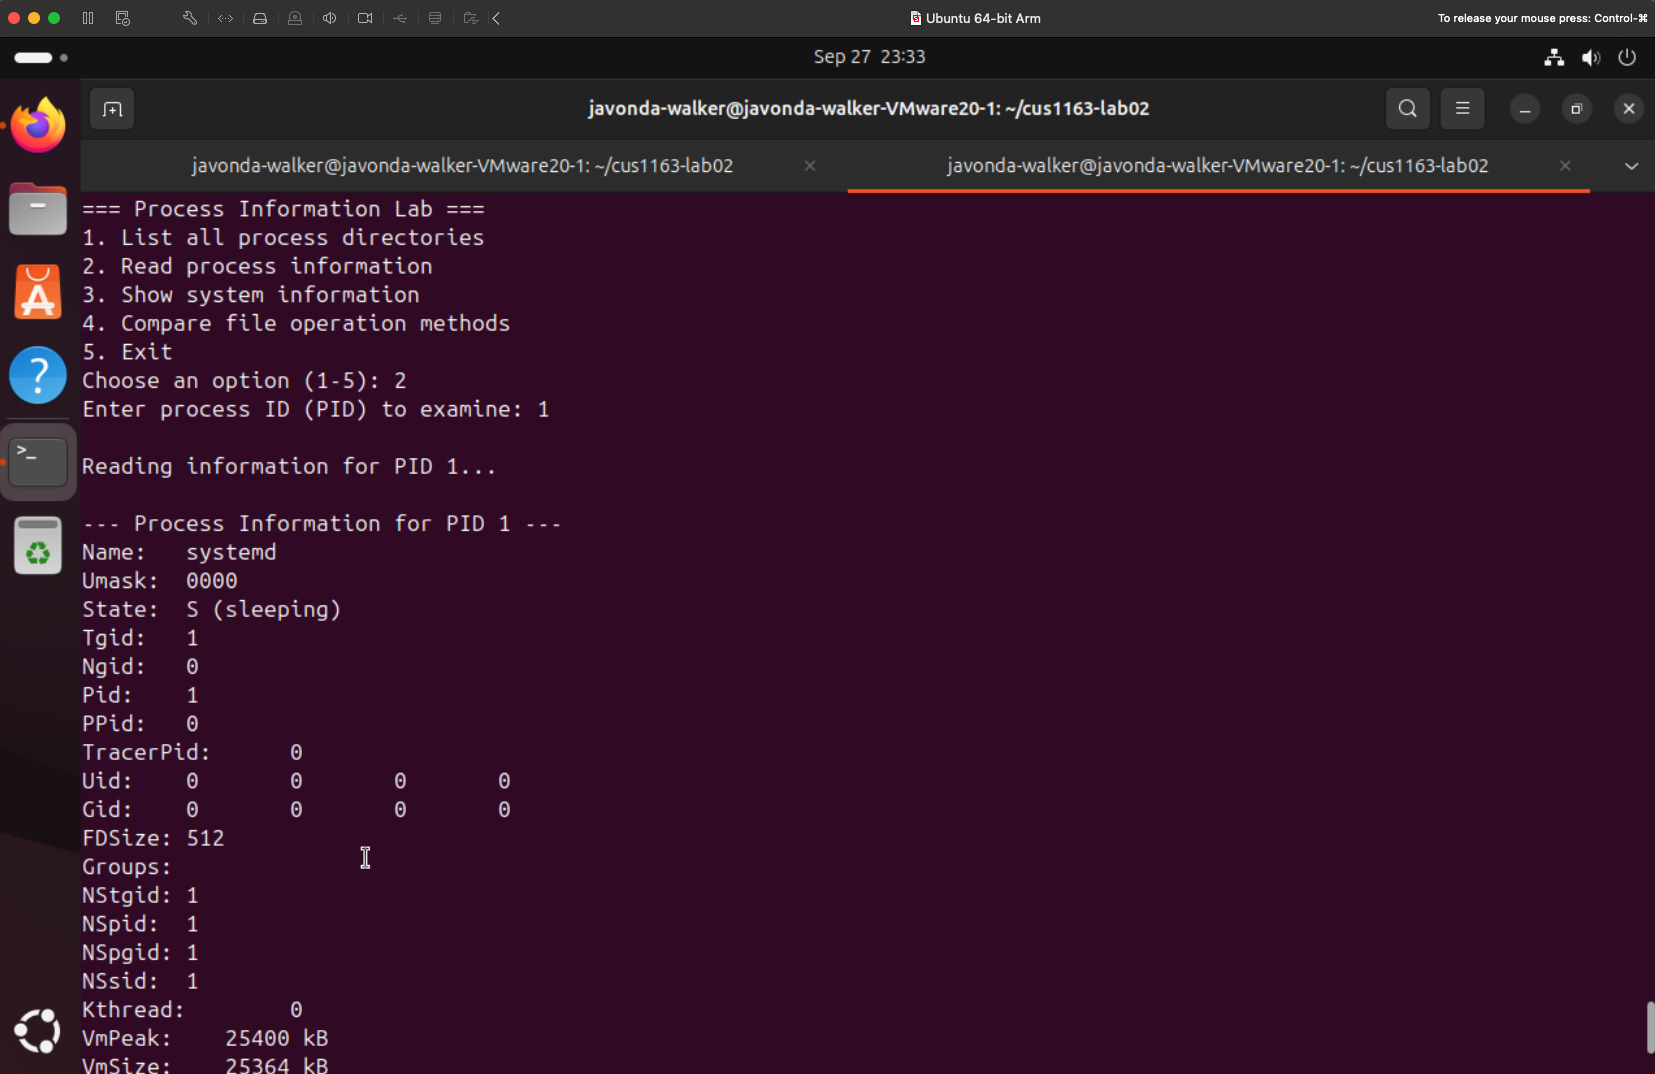 Ubuntu 64-bit Arm
To release your mouse press: Control-⌘
Sep 27 23:33
javonda-walker@javonda-walker-VMware20-1: ~/cus1163-lab02
javonda-walker@javonda-walker-VMware20-1: ~/cus1163-lab02
javonda-walker@javonda-walker-VMware20-1: ~/cus1163-lab02
=== Process Information Lab ===
1. List all process directories
2. Read process information
3. Show system information
4. Compare file operation methods
5. Exit
Choose an option (1-5): 2
Enter process ID (PID) to examine: 1
Reading information for PID 1...
--- Process Information for PID 1 ---
Name: systemd
Umask: 0000
State: S (sleeping)
Tgid: 1
Ngid: 0
Pid: 1
PPid: 0
TracerPid: 0
Uid: 0 0 0 0
Gid: 0 0 0 0
FDSize: 512
Groups:
NStgid: 1
NSpid: 1
NSpgid: 1
NSsid: 1
Kthread: 0
VmPeak: 25400 kB
VmSize: 25364 kB